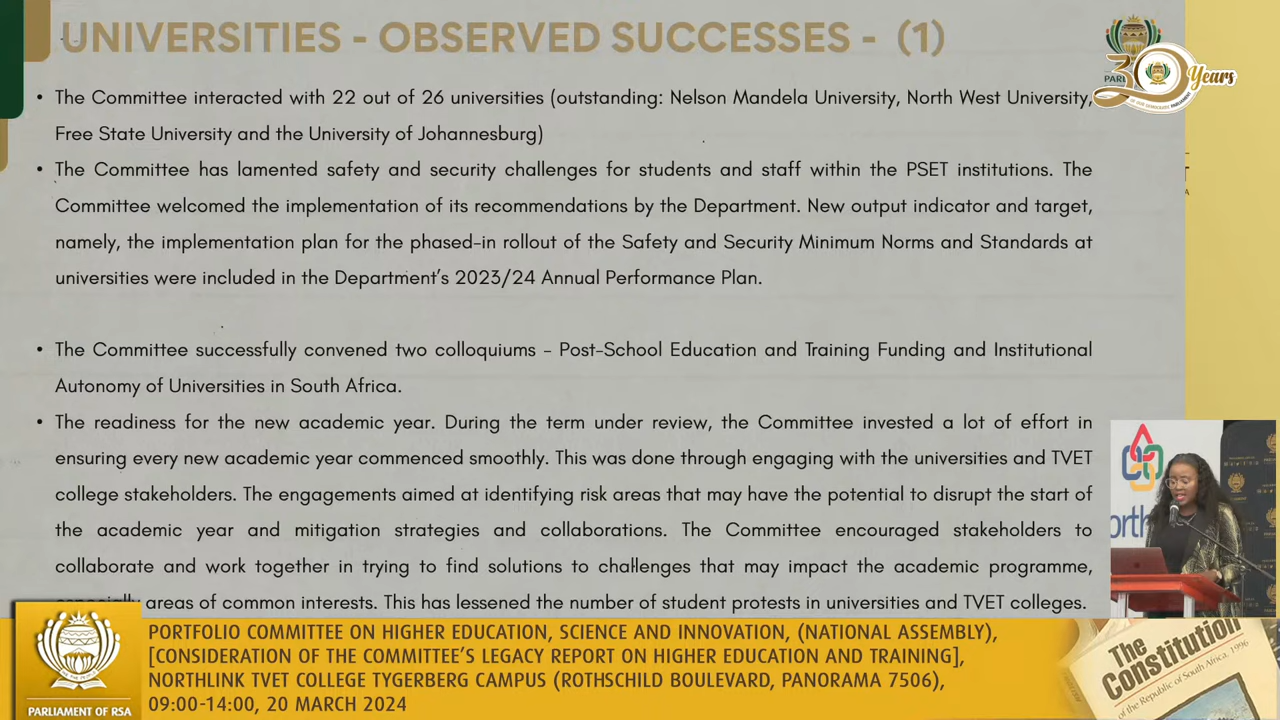 UNIVERSITIES - OBSERVED SUCCESSES - (1)
30 Years
• The Committee interacted with 22 out of 26 universities (outstanding: Nelson Mandela University, North West University,
Free State University and the University of Johannesburg)
• The Committee has lamented safety and security challenges for students and staff within the PSET institutions. The
Committee welcomed the implementation of its recommendations by the Department. New output indicator and target,
namely, the implementation plan for the phased-in rollout of the Safety and Security Minimum Norms and Standards at
universities were included in the Department's 2023/24 Annual Performance Plan.
• The Committee successfully convened two colloquiums – Post-School Education and Training Funding and Institutional
Autonomy of Universities in South Africa.
• The readiness for the new academic year. During the term under review, the Committee invested a lot of effort in
ensuring every new academic year commenced smoothly. This was done through engaging with the universities and TVET
college stakeholders. The engagements aimed at identifying risk areas that may have the potential to disrupt the start of
the academic year and mitigation strategies and collaborations. The Committee encouraged stakeholders to
collaborate and work together in trying to find solutions to challenges that may impact the academic programme,
especially areas of common interests. This has lessened the number of student protests in universities and TVET colleges.
PORTFOLIO COMMITTEE ON HIGHER EDUCATION, SCIENCE AND INNOVATION, (NATIONAL ASSEMBLY),
[CONSIDERATION OF THE COMMITTEE'S LEGACY REPORT ON HIGHER EDUCATION AND TRAINING],
NORTHLINK TVET COLLEGE TYGERBERG CAMPUS (ROTHSCHILD BOULEVARD, PANORAMA 7506),
09:00-14:00, 20 MARCH 2024
PARLIAMENT OF RSA
The
Constitution
of the Republic of South Africa, 1996